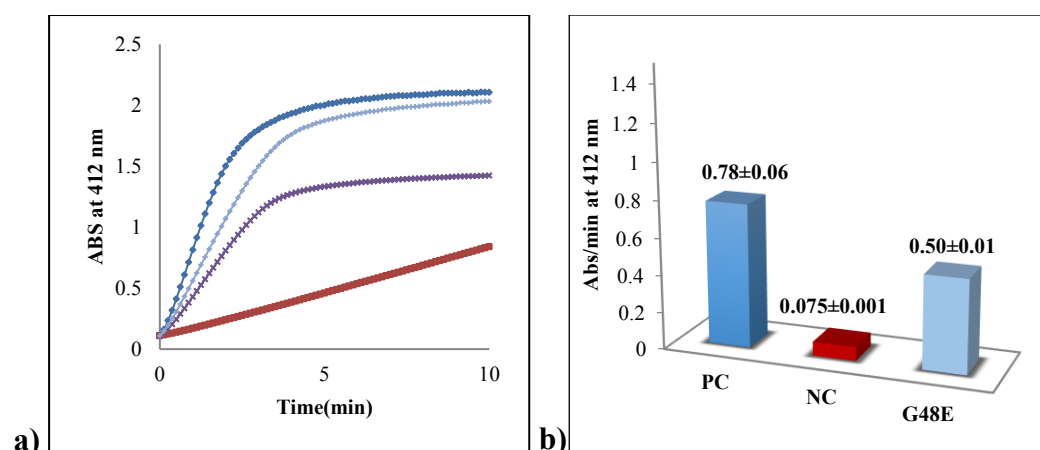 2.5
2
1.5
1
0.5
0
0 5 10
ABS at 412 nm
Time(min)
a)
1.4
1.2
1
0.8
0.6
0.4
0.2
0
Abs/min at 412 nm
0.78±0.06
0.075±0.001
0.50±0.01
PC
NC
G48E
b)